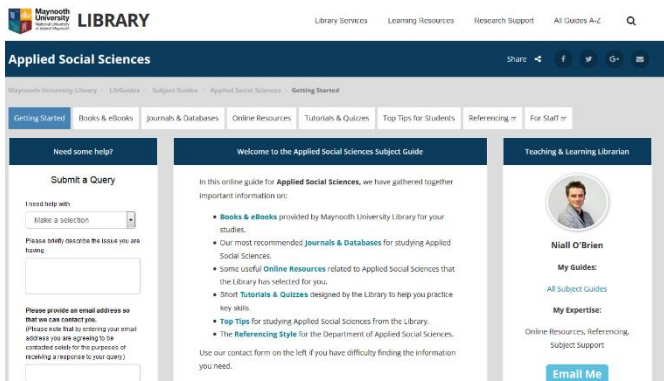 Maynooth University
National University of Ireland Maynooth
LIBRARY
Library Services
Learning Resources
Research Support
All Guides A-Z
Applied Social Sciences
Share
Maynooth University Library / LibGuides / Subject Guides / Applied Social Sciences / Getting Started
Getting Started
Books & eBooks
Journals & Databases
Online Resources
Tutorials & Quizzes
Top Tips for Students
Referencing
For Staff
Need some help?
Submit a Query
I need help with
Make a selection
Please briefly describe the issue you are
having
Please provide an email address so
that we can contact you.
(Please note that by entering your email
address you are agreeing to be
contacted solely for the purposes of
receiving a response to your query.)
Welcome to the Applied Social Sciences Subject Guide
In this online guide for Applied Social Sciences, we have gathered together
important information on:
Books & eBooks provided by Maynooth University Library for your
studies.
Our most recommended Journals & Databases for studying Applied
Social Sciences.
Some useful Online Resources related to Applied Social Sciences that
the Library has selected for you.
Short Tutorials & Quizzes designed by the Library to help you practice
key skills
Top Tips for studying Applied Social Sciences from the Library.
The Referencing Style for the Department of Applied Social Sciences.
Use our contact form on the left if you have difficulty finding the information
you need.
Teaching & Learning Librarian
Niall O'Brien
My Guides:
All Subject Guides
My Expertise:
Online Resources, Referencing,
Subject Support
Email Me